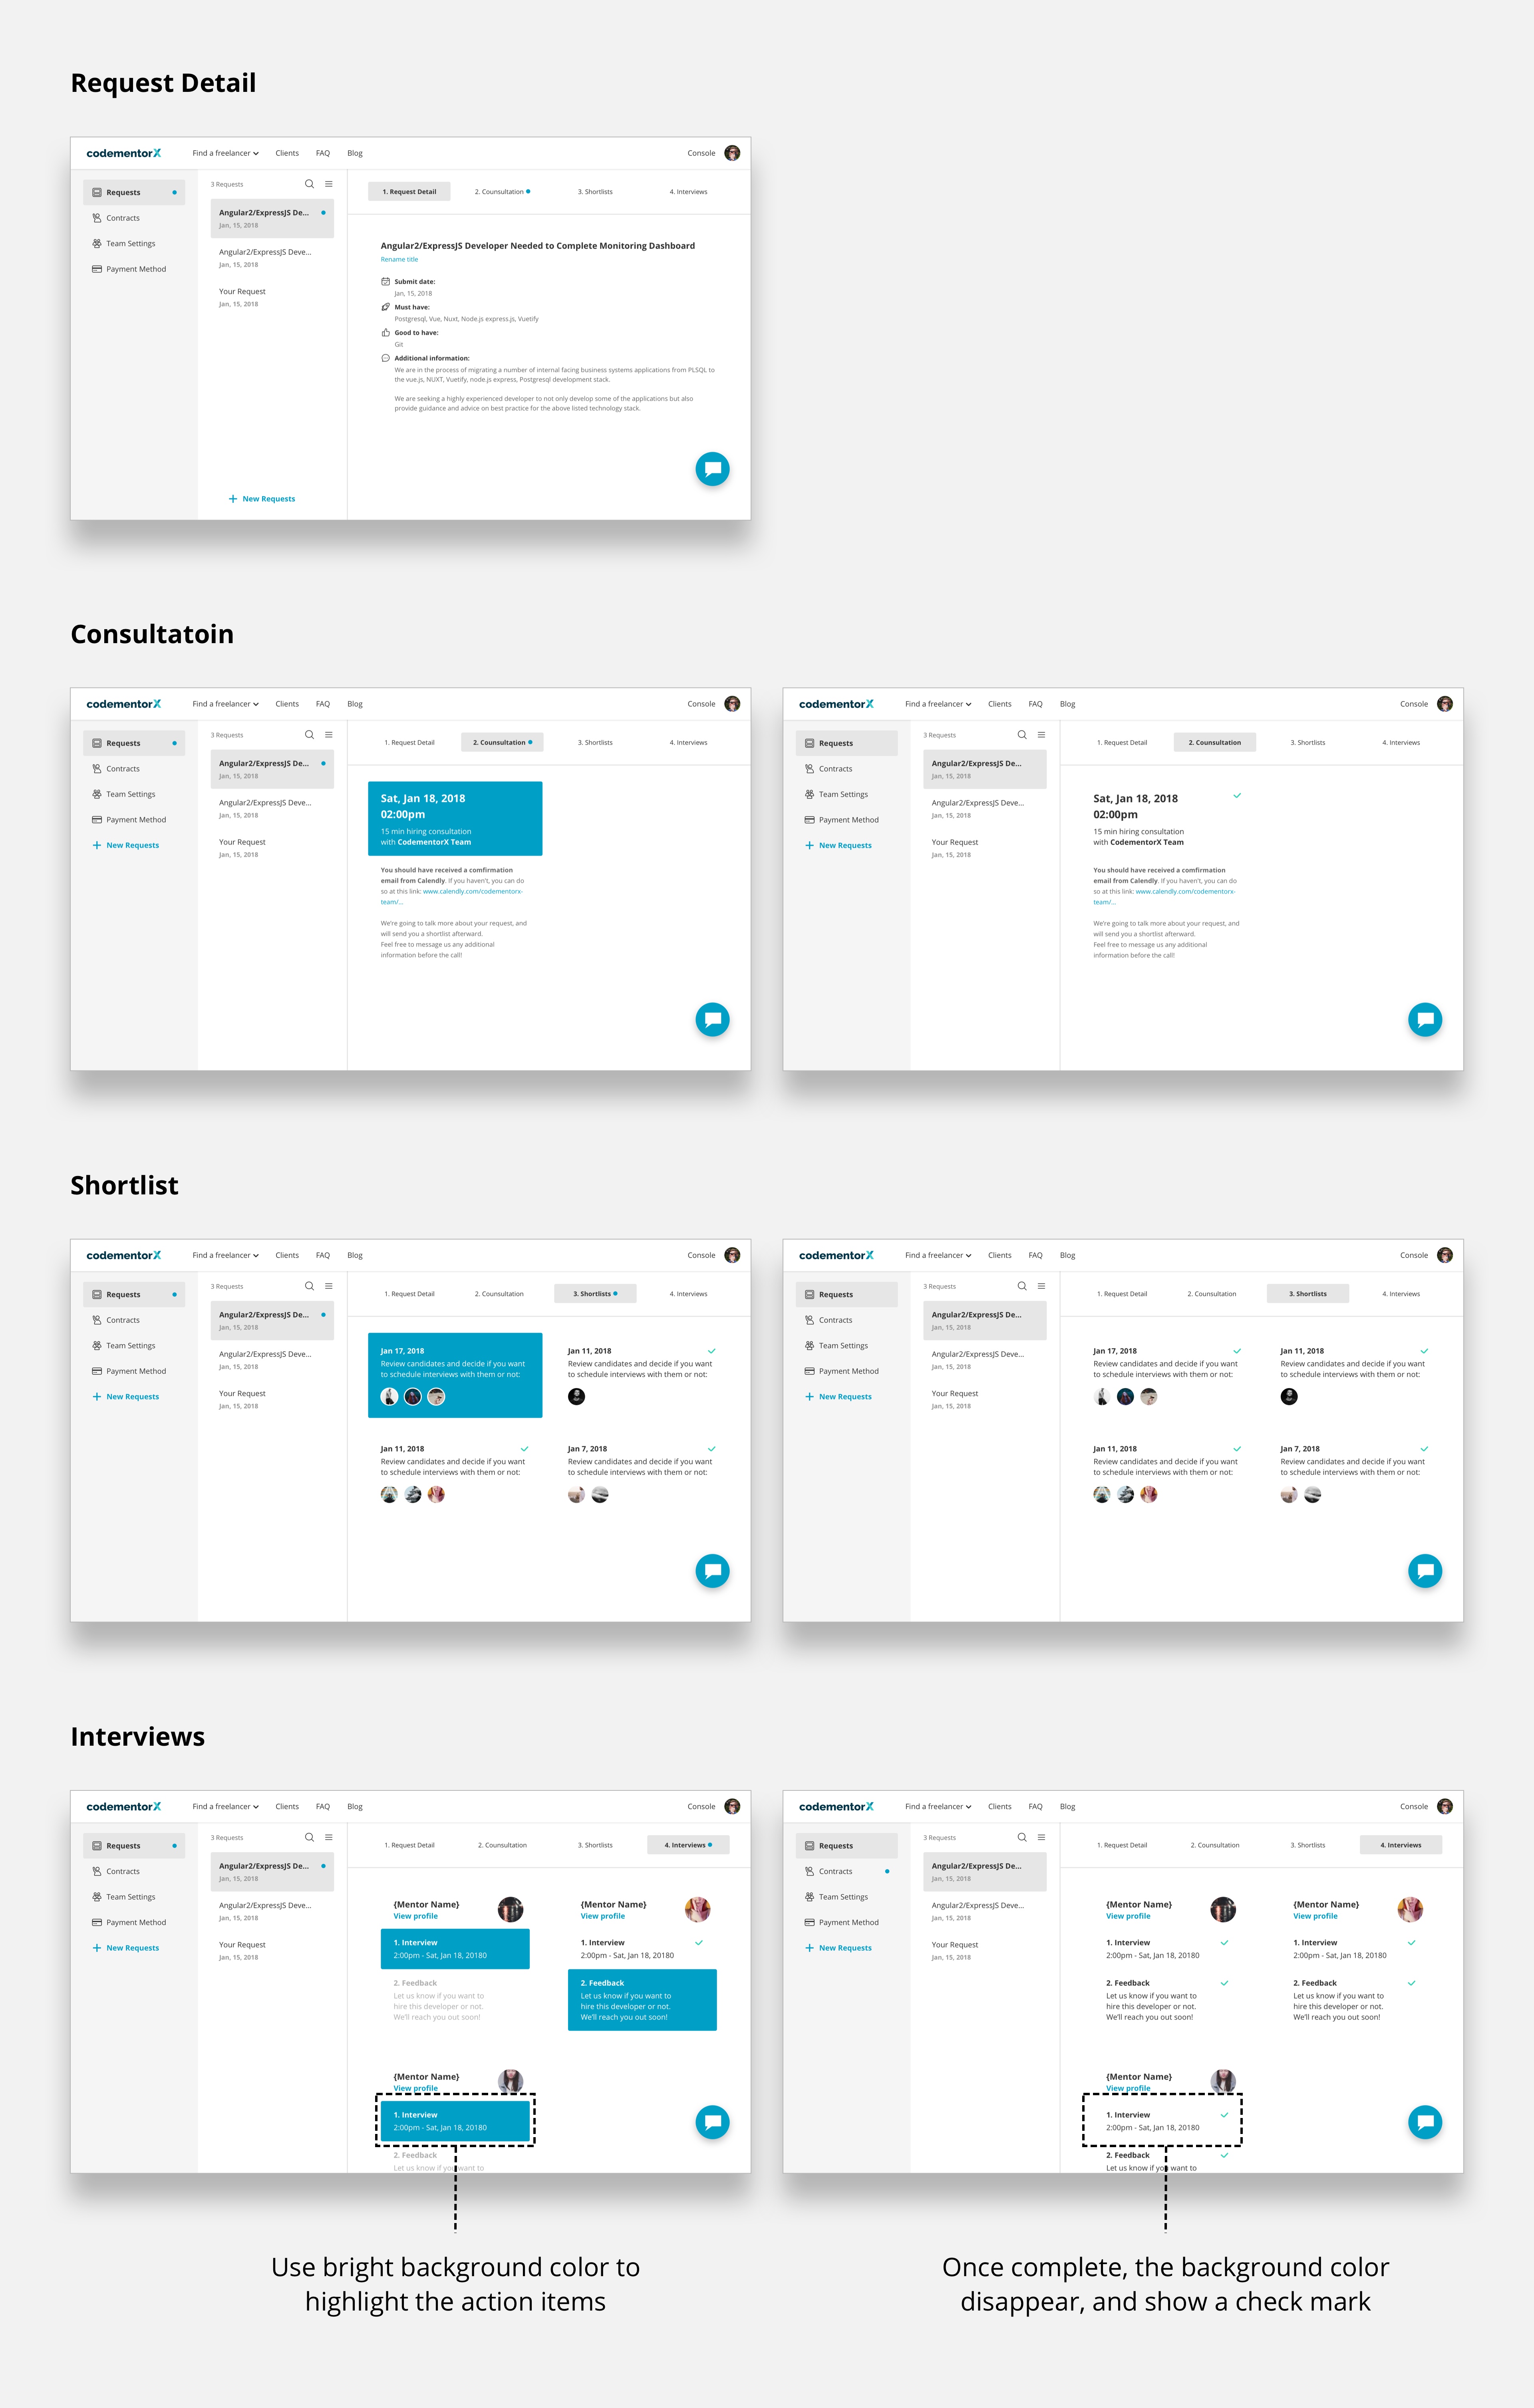 Request Detail
codementorX Find a freelancer Clients FAQ Blog Console
Requests
Contracts
Team Settings
Payment Method
3 Requests
Angular2/ExpressJS De...
Jan, 15, 2018
Angular2/ExpressJS Deve...
Jan, 15, 2018
Your Request
Jan, 15, 2018
New Requests
1. Request Detail 2. Counsultation 3. Shortlists 4. Interviews
Angular2/ExpressJS Developer Needed to Complete Monitoring Dashboard
Rename title
Submit date:
Jan, 15, 2018
Must have:
Postgresql, Vue, Nuxt, Node.js express.js, Vuetify
Good to have:
Git
Additional information:
We are in the process of migrating a number of internal facing business systems applications from PLSQL to
the vue.js, NUXT, Vuetify, node.js express, Postgresql development stack.
We are seeking a highly experienced developer to not only develop some of the applications but also
provide guidance and advice on best practice for the above listed technology stack.
Consultatoin
codementorX Find a freelancer Clients FAQ Blog Console
Requests
Contracts
Team Settings
Payment Method
New Requests
3 Requests
Angular2/ExpressJS De...
Jan, 15, 2018
Angular2/ExpressJS Deve...
Jan, 15, 2018
Your Request
Jan, 15, 2018
1. Request Detail 2. Counsultation 3. Shortlists 4. Interviews
Sat, Jan 18, 2018
02:00pm
15 min hiring consultation
with CodementorX Team
You should have received a comfirmation
email from Calendly. If you haven't, you can do
so at this link: www.calendly.com/codementorx-
team/...
We're going to talk more about your request, and
will send you a shortlist afterward.
Feel free to message us any additional
information before the call!
codementorX Find a freelancer Clients FAQ Blog Console
Requests
Contracts
Team Settings
Payment Method
New Requests
3 Requests
Angular2/ExpressJS De...
Jan, 15, 2018
Angular2/ExpressJS Deve...
Jan, 15, 2018
Your Request
Jan, 15, 2018
1. Request Detail 2. Counsultation 3. Shortlists 4. Interviews
Sat, Jan 18, 2018
02:00pm
15 min hiring consultation
with CodementorX Team
You should have received a comfirmation
email from Calendly. If you haven't, you can do
so at this link: www.calendly.com/codementorx-
team/...
We're going to talk more about your request, and
will send you a shortlist afterward.
Feel free to message us any additional
information before the call!
Shortlist
codementorX Find a freelancer Clients FAQ Blog Console
Requests
Contracts
Team Settings
Payment Method
New Requests
3 Requests
Angular2/ExpressJS De...
Jan, 15, 2018
Angular2/ExpressJS Deve...
Jan, 15, 2018
Your Request
Jan, 15, 2018
1. Request Detail 2. Counsultation 3. Shortlists 4. Interviews
Jan 17, 2018
Review candidates and decide if you want
to schedule interviews with them or not:
Jan 11, 2018
Review candidates and decide if you want
to schedule interviews with them or not:
Jan 11, 2018
Review candidates and decide if you want
to schedule interviews with them or not:
Jan 7, 2018
Review candidates and decide if you want
to schedule interviews with them or not:
codementorX Find a freelancer Clients FAQ Blog Console
Requests
Contracts
Team Settings
Payment Method
New Requests
3 Requests
Angular2/ExpressJS De...
Jan, 15, 2018
Angular2/ExpressJS Deve...
Jan, 15, 2018
Your Request
Jan, 15, 2018
1. Request Detail 2. Counsultation 3. Shortlists 4. Interviews
Jan 17, 2018
Review candidates and decide if you want
to schedule interviews with them or not:
Jan 11, 2018
Review candidates and decide if you want
to schedule interviews with them or not:
Jan 11, 2018
Review candidates and decide if you want
to schedule interviews with them or not:
Jan 7, 2018
Review candidates and decide if you want
to schedule interviews with them or not:
Interviews
codementorX Find a freelancer Clients FAQ Blog Console
Requests
Contracts
Team Settings
Payment Method
New Requests
3 Requests
Angular2/ExpressJS De...
Jan, 15, 2018
Angular2/ExpressJS Deve...
Jan, 15, 2018
Your Request
Jan, 15, 2018
1. Request Detail 2. Counsultation 3. Shortlists 4. Interviews
{Mentor Name}
View profile
1. Interview
2:00pm - Sat, Jan 18, 20180
2. Feedback
Let us know if you want to
hire this developer or not.
We'll reach you out soon!
{Mentor Name}
View profile
1. Interview
2:00pm - Sat, Jan 18, 20180
2. Feedback
Let us know if you want to
hire this developer or not.
We'll reach you out soon!
{Mentor Name}
View profile
1. Interview
2:00pm - Sat, Jan 18, 20180
2. Feedback
Let us know if you want to
codementorX Find a freelancer Clients FAQ Blog Console
Requests
Contracts
Team Settings
Payment Method
New Requests
3 Requests
Angular2/ExpressJS De...
Jan, 15, 2018
Angular2/ExpressJS Deve...
Jan, 15, 2018
Your Request
Jan, 15, 2018
1. Request Detail 2. Counsultation 3. Shortlists 4. Interviews
{Mentor Name}
View profile
1. Interview
2:00pm - Sat, Jan 18, 20180
2. Feedback
Let us know if you want to
hire this developer or not.
We'll reach you out soon!
{Mentor Name}
View profile
1. Interview
2:00pm - Sat, Jan 18, 20180
2. Feedback
Let us know if you want to
hire this developer or not.
We'll reach you out soon!
{Mentor Name}
View profile
1. Interview
2:00pm - Sat, Jan 18, 20180
2. Feedback
Let us know if you want to
Use bright background color to
highlight the action items
Once complete, the background color
disappear, and show a check mark